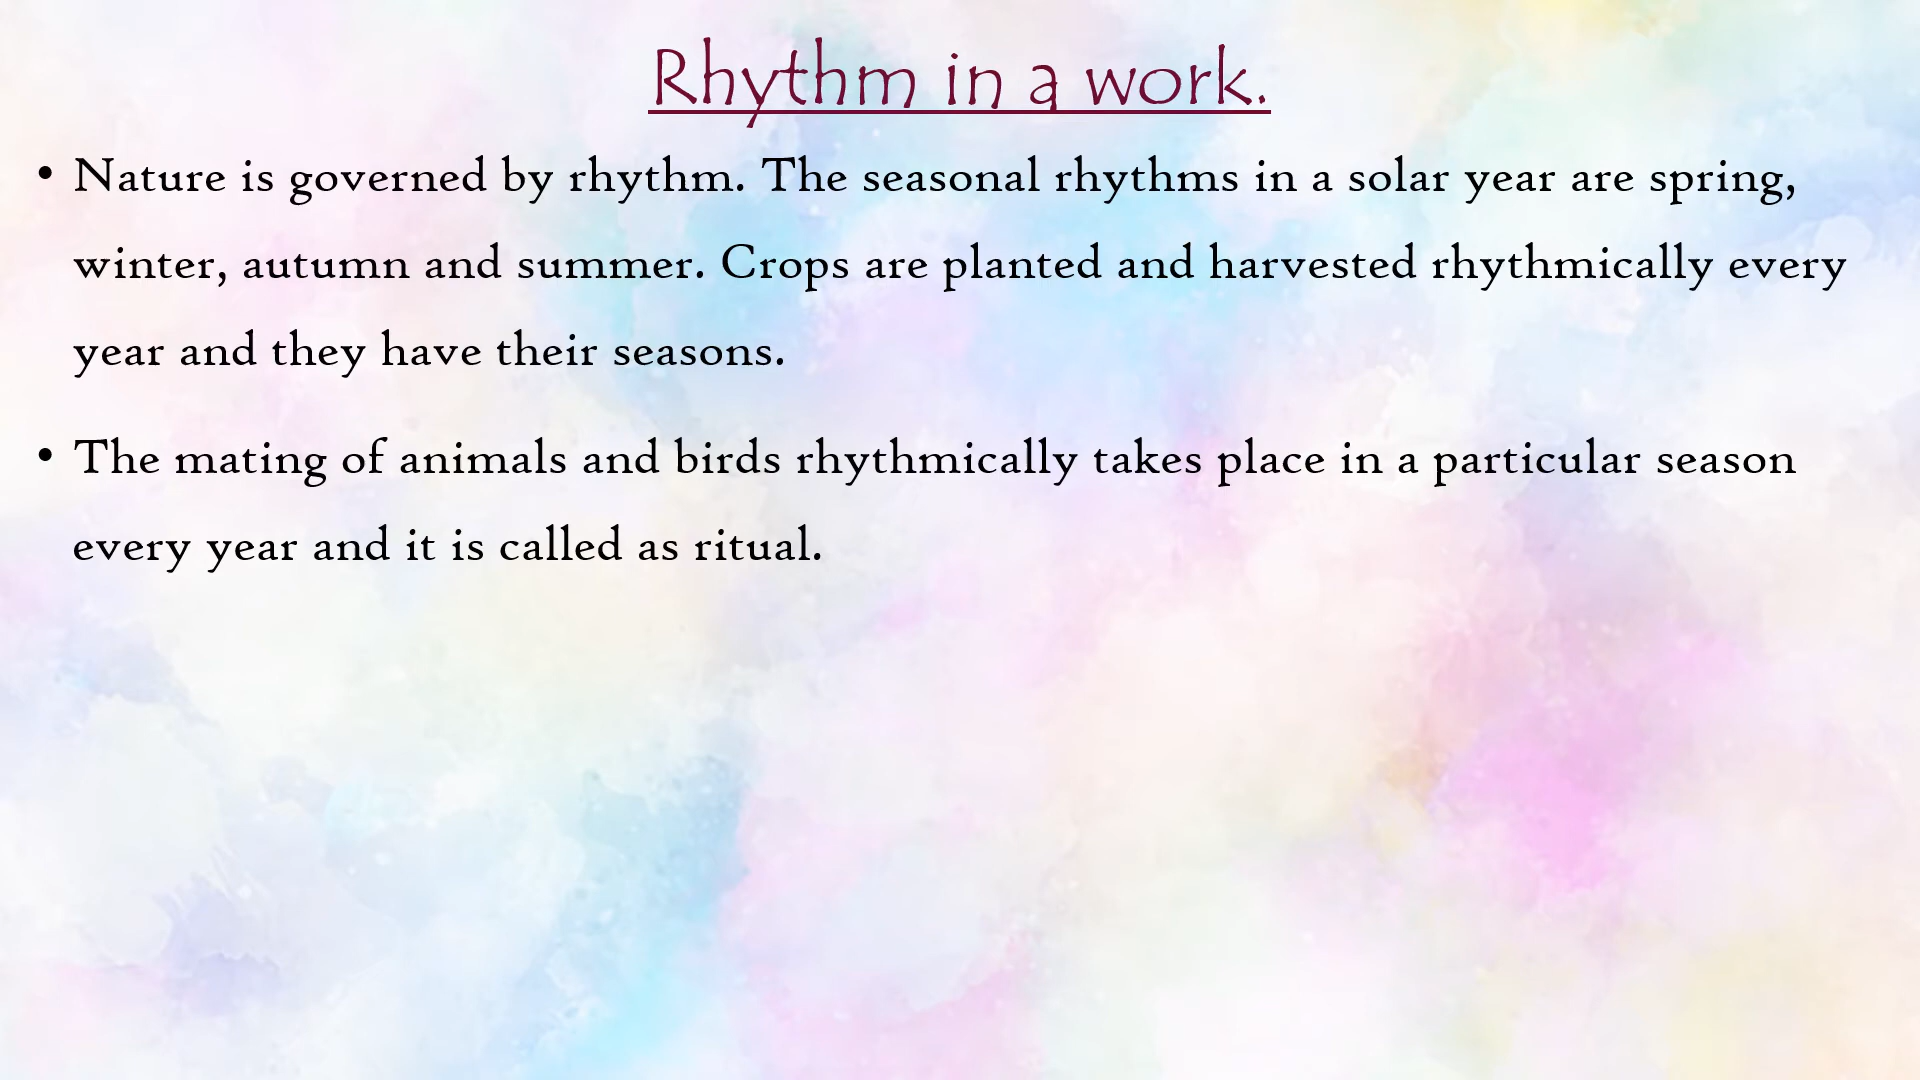 Rhythm in a work.
• Nature is governed by rhythm. The seasonal rhythms in a solar year are spring,
winter, autumn and summer. Crops are planted and harvested rhythmically every
year and they have their seasons.
• The mating of animals and birds rhythmically takes place in a particular season
every year and it is called as ritual.